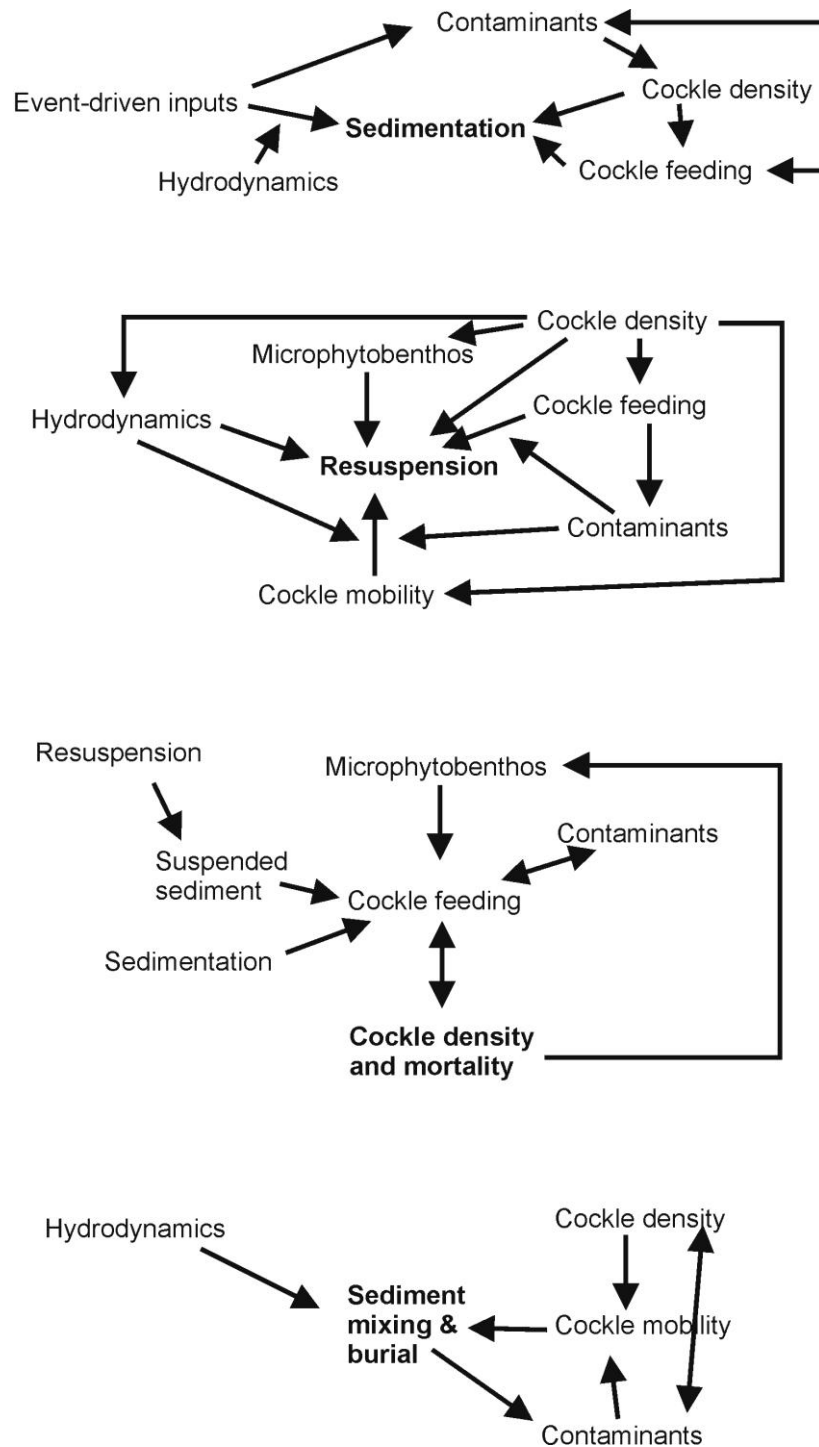 Contaminants
Event-driven inputs
Cockle density
Sedimentation
Hydrodynamics
Cockle feeding
Cockle density
Microphytobenthos
Cockle feeding
Hydrodynamics
Resuspension
Contaminants
Cockle mobility
Resuspension
Microphytobenthos
Contaminants
Suspended
sediment
Cockle feeding
Sedimentation
Cockle density
and mortality
Hydrodynamics
Cockle density
Sediment
mixing &
burial
Cockle mobility
Contaminants